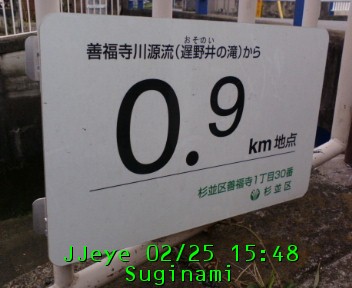 おそのい
善福寺川源流(遅野井の滝)から
0.9
km地点
杉並区善福寺1丁目30番
杉並区
JJeye 02/25 15:48
Suginami